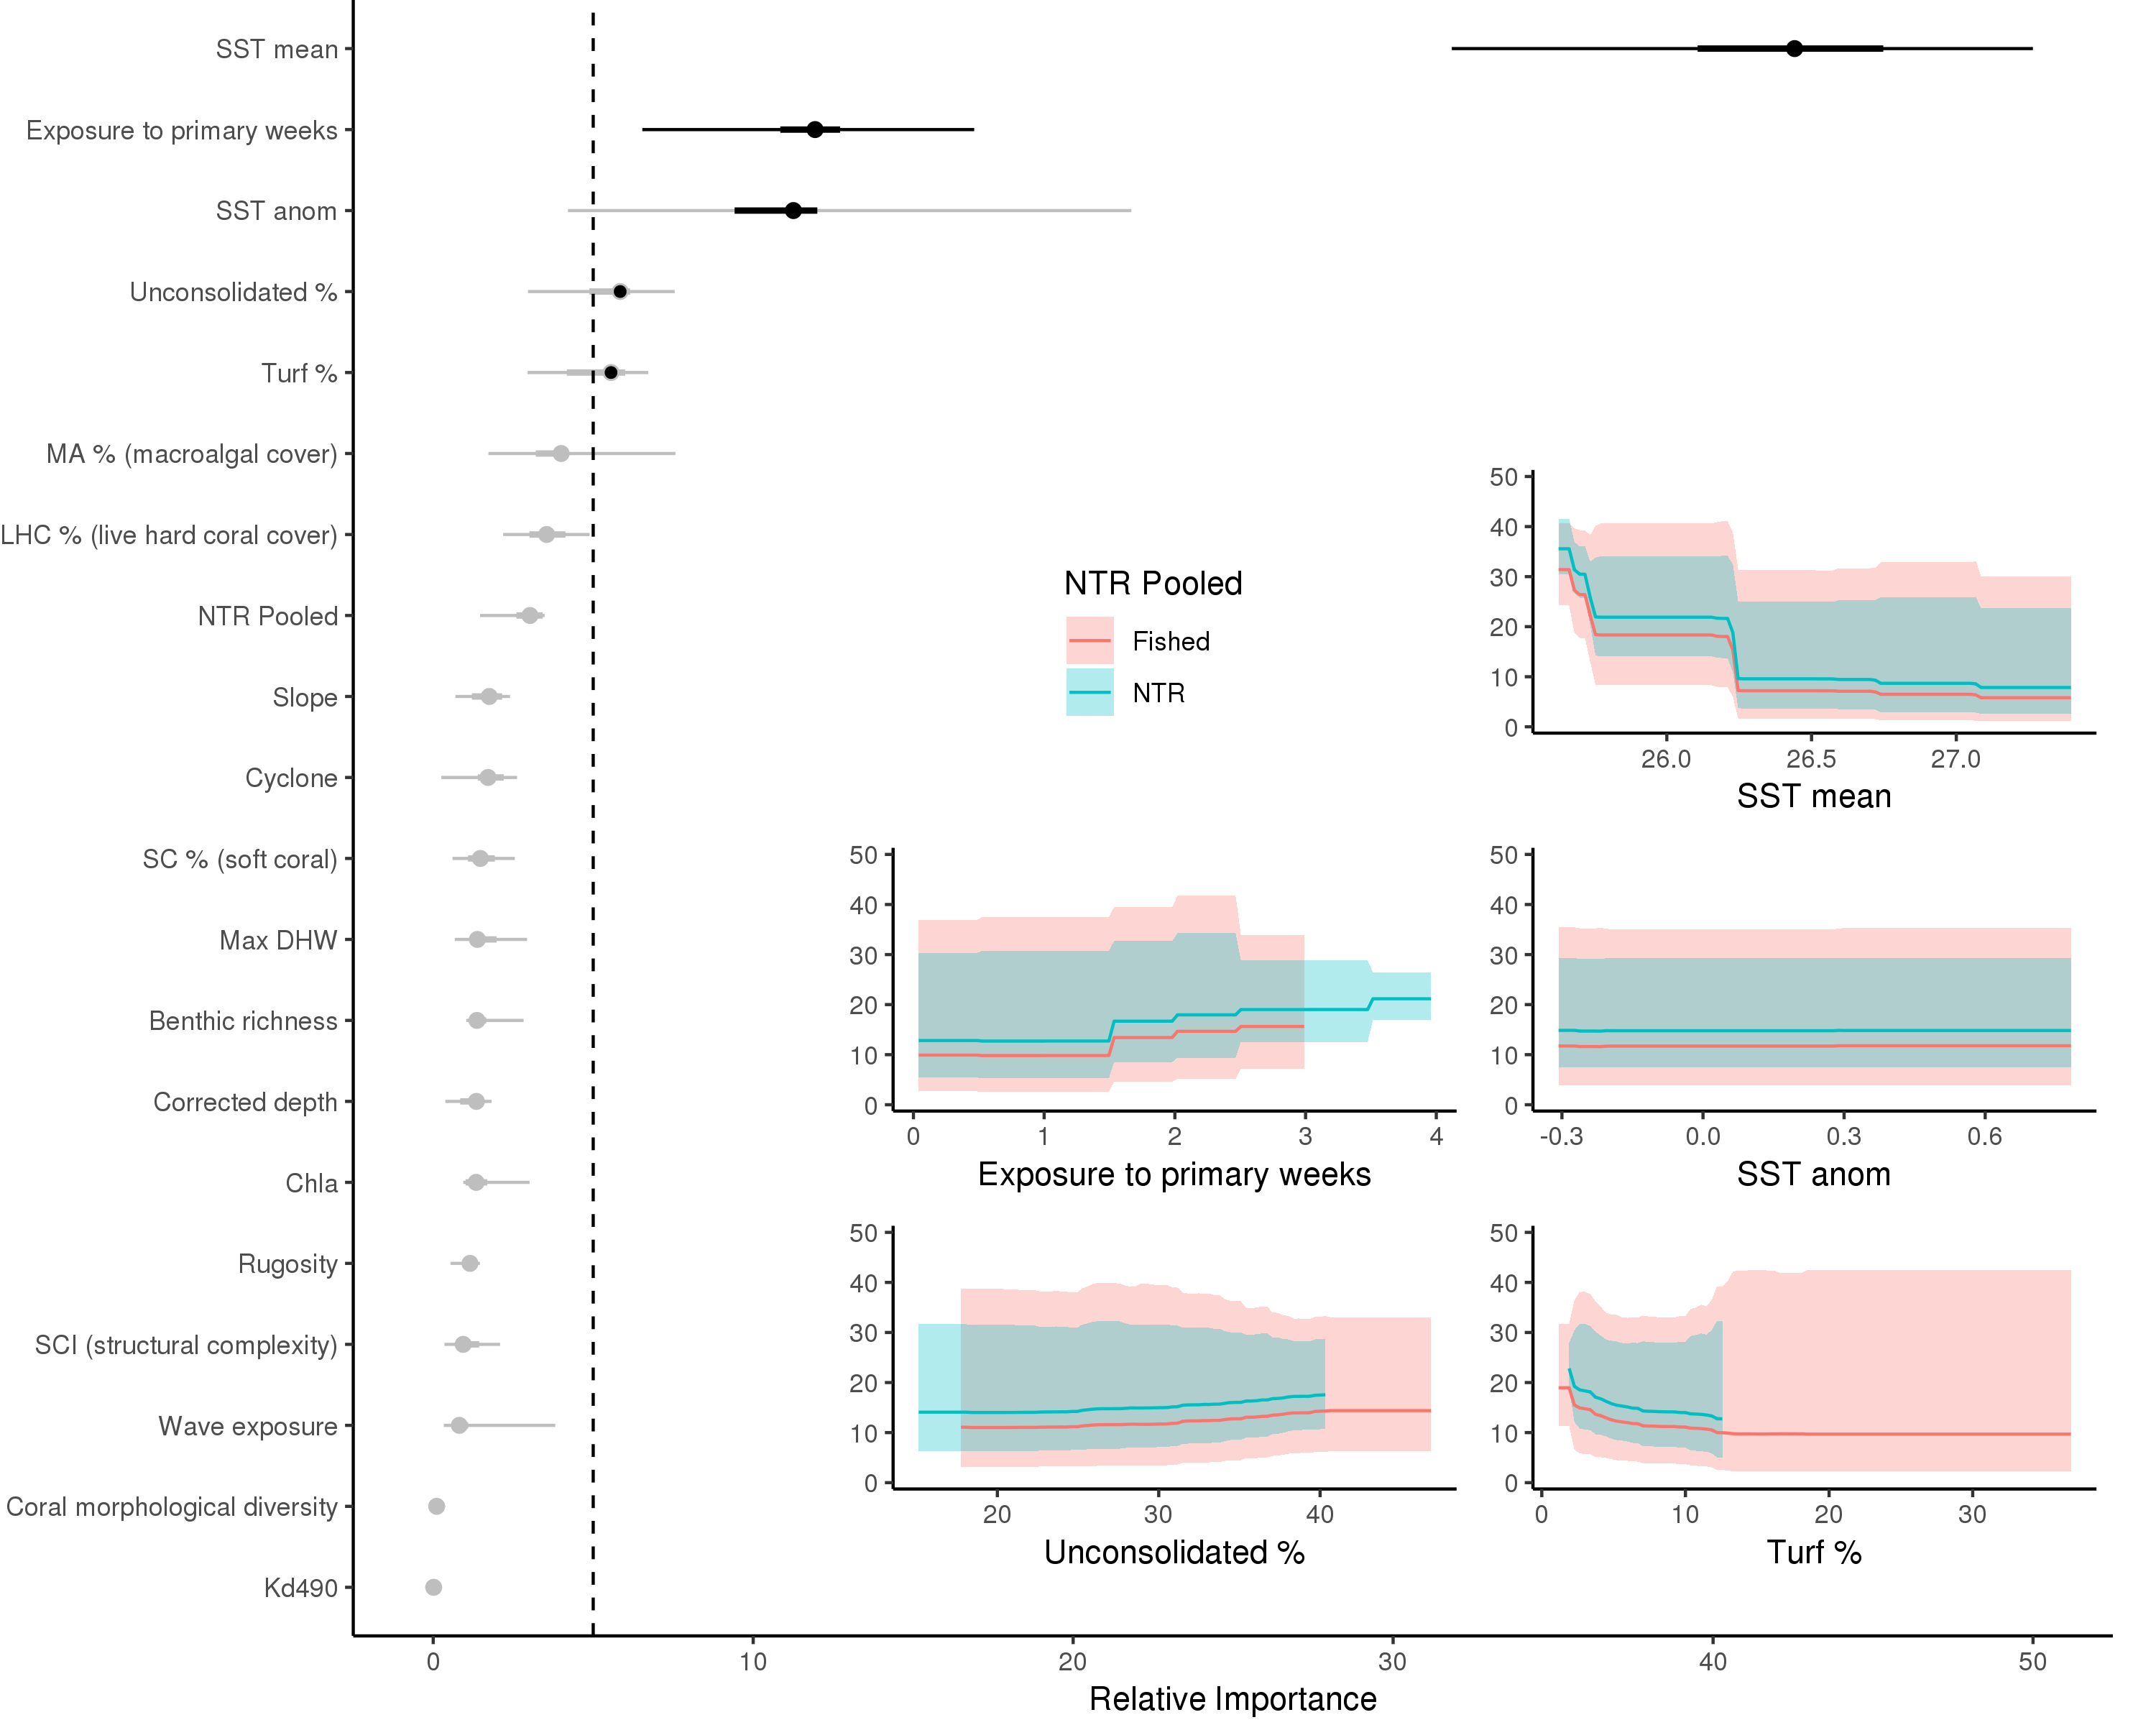 SST mean
Exposure to primary weeks
SST anom
Unconsolidated %
Turf %
MA % (macroalgal cover)
LHC % (live hard coral cover)
NTR Pooled
Slope
Cyclone
SC % (soft coral)
Max DHW
Benthic richness
Corrected depth
Chla
Rugosity
SCI (structural complexity)
Wave exposure
Coral morphological diversity
Kd490
0 10 20 30 40 50
Relative Importance
NTR Pooled
Fished
NTR
50
40
30
20
10
0
26.0 26.5 27.0
SST mean
50
40
30
20
10
0
0 1 2 3 4
Exposure to primary weeks
50
40
30
20
10
0
-0.3 0.0 0.3 0.6
SST anom
50
40
30
20
10
0
20 30 40
Unconsolidated %
50
40
30
20
10
0
0 10 20 30
Turf %